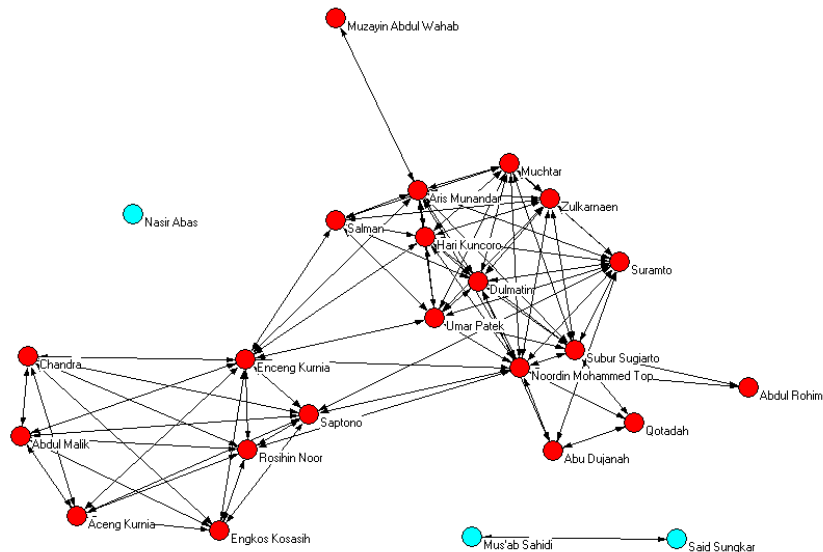 Muzayin Abdul Wahab
Muchtar
Aris Munandar
Zulkarnaen
Nasir Abas
Salman
Hari Kuncoro
Suramto
Dulmatin
Umar Patek
Subur Sugiarto
Chandra
Enceng Kurnia
Noordin Mohammed Top
Abdul Rohim
Saptono
Qotadah
Abdul Malik
Rosihin Noor
Abu Dujanah
Aceng Kurnia
Engkos Kosasih
Mus'ab Sahidi
Said Sungkar